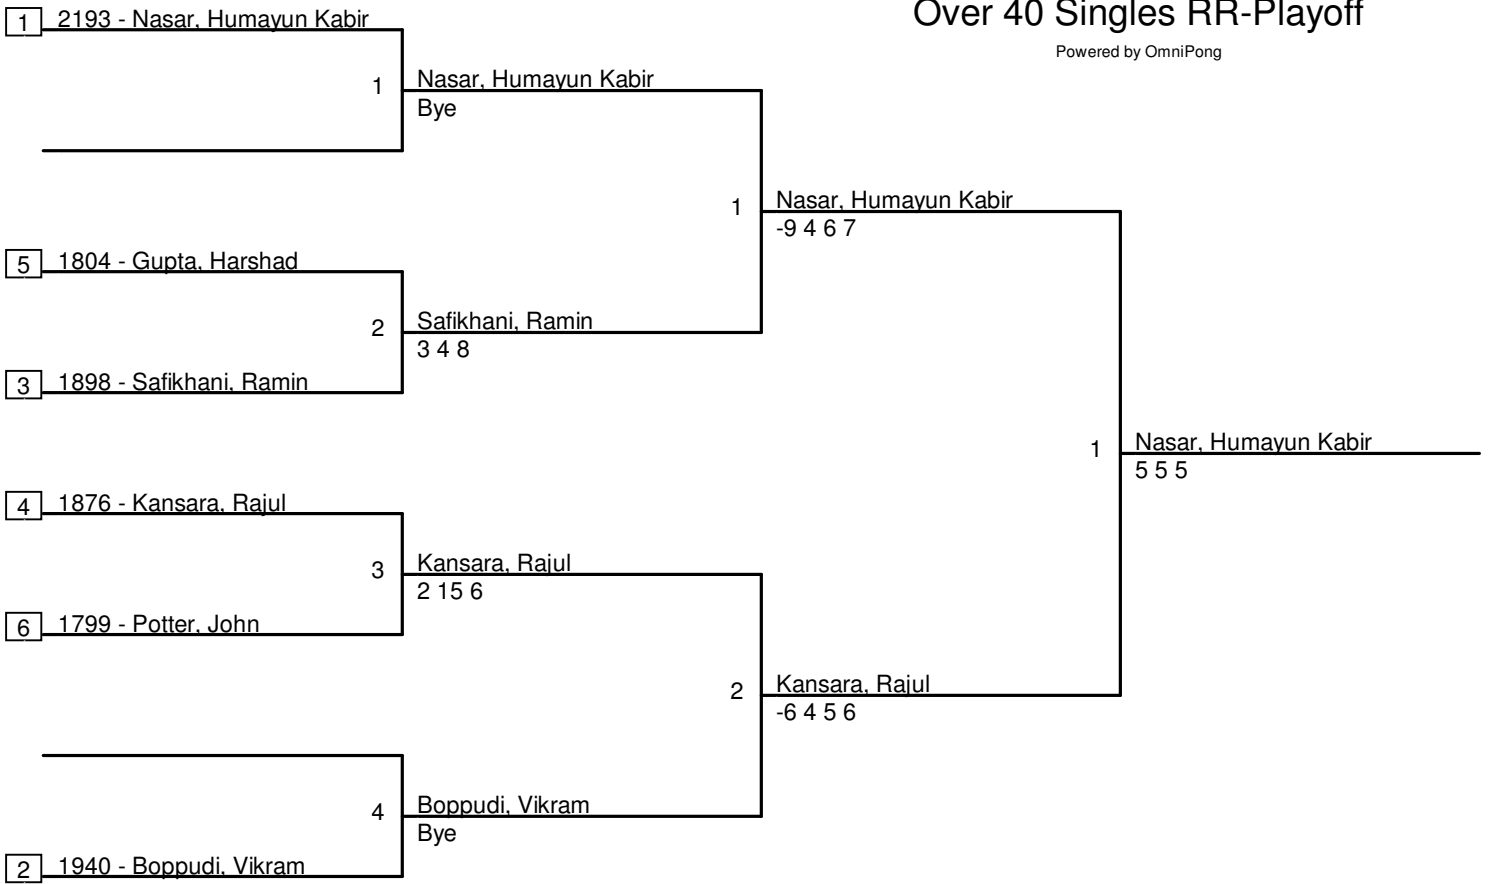 Over 40 Singles RR-Playoff
Powered by OmniPong
1 2193 - Nasar, Humayun Kabir
1 Nasar, Humayun Kabir
Bye
1 Nasar, Humayun Kabir
-9 4 6 7
5 1804 - Gupta, Harshad
2 Safikhani, Ramin
3 4 8
3 1898 - Safikhani, Ramin
1 Nasar, Humayun Kabir
5 5 5
4 1876 - Kansara, Rajul
3 Kansara, Rajul
2 15 6
6 1799 - Potter, John
2 Kansara, Rajul
-6 4 5 6
4 Boppudi, Vikram
Bye
2 1940 - Boppudi, Vikram